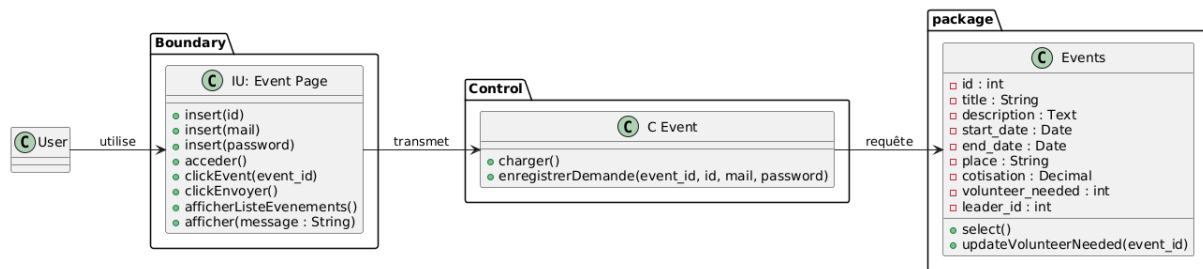 Boundary
C IU: Event Page
insert(id)
insert(mail)
insert(password)
acceder()
clickEvent(event_id)
clickEnvoyer()
afficherListeEvenements()
afficher(message : String)
C User
utilise
transmet
Control
C C Event
charger()
enregistrerDemande(event_id, id, mail, password)
requête
package
C Events
id : int
title : String
description : Text
start_date : Date
end_date : Date
place : String
cotisation : Decimal
volunteer_needed : int
leader_id : int
select()
updateVolunteerNeeded(event_id)